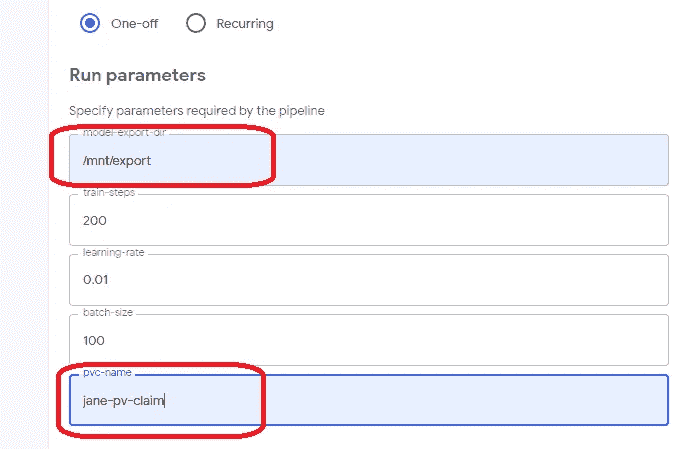 One-off Recurring
Run parameters
Specify parameters required by the pipeline
model-export-dir
/mnt/export
train-steps
200
learning-rate
0.01
batch-size
100
pvc-name
jane-pv-claim